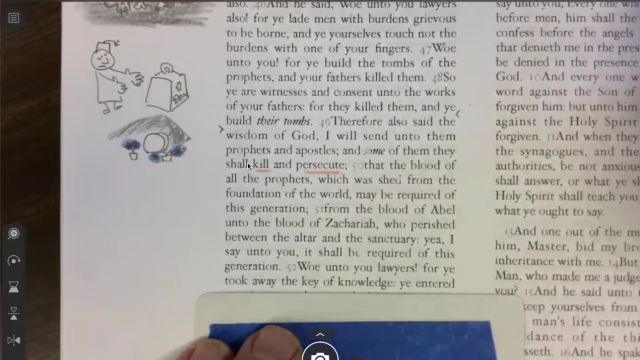 also. 46And he said, Woe unto you lawyers
also! for ye lade men with burdens grievous
to be borne, and ye yourselves touch not the
burdens with one of your fingers. 47Woe
unto you! for ye build the tombs of the
prophets, and your fathers killed them. 48So
ye are witnesses and consent unto the works
of your fathers: for they killed them, and ye
build their tombs. 49Therefore also said the
wisdom of God, I will send unto them
prophets and apostles; and some of them they
shall kill and persecute; 50that the blood of
all the prophets, which was shed from the
foundation of the world, may be required of
this generation; 51from the blood of Abel
unto the blood of Zachariah, who perished
between the altar and the sanctuary: yea, I
say unto you, it shall be required of this
generation. 52Woe unto you lawyers! for ye
took away the key of knowledge: ye entered
say unto you, Every one
before men, him shall the
confess before the angels
that denieth me in the
be denied in the presence
God. 10And every one
word against the Son of
forgiven him: but unto him
against the Holy Spirit
forgiven. 11And when they
the synagogues, and the
authorities, be not anxious
shall answer, or what ye
Holy Spirit shall teach you
what ye ought to say.
13And one out of the
him, Master, bid my
inheritance with me. 14But
Man, who made me a judge
you? 15And he said unto
keep yourselves from
man's life
dance of the
16And he